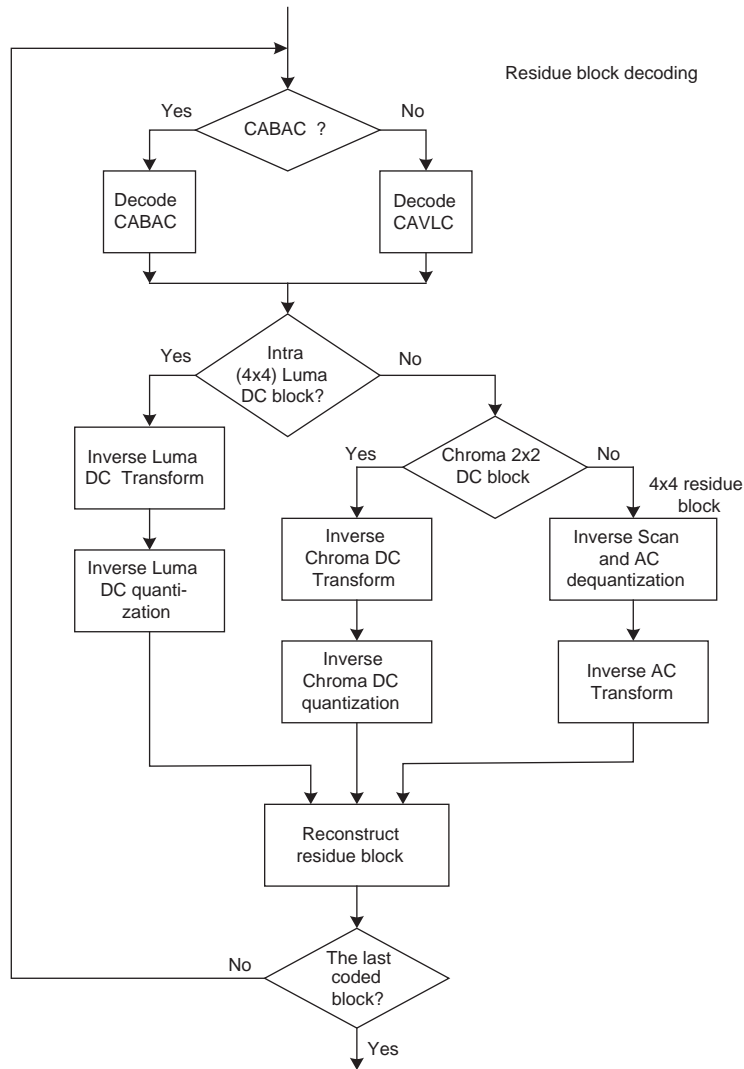 Residue block decoding
Yes
No
CABAC ?
Decode
CABAC
Decode
CAVLC
Yes
No
Intra
(4x4) Luma
DC block?
Inverse Luma
DC Transform
Yes
No
Chroma 2x2
DC block
4x4 residue
block
Inverse Luma
DC quanti-
zation
Inverse
Chroma DC
Transform
Inverse Scan
and AC
dequantization
Inverse
Chroma DC
quantization
Inverse AC
Transform
Reconstruct
residue block
No
The last
coded
block?
Yes